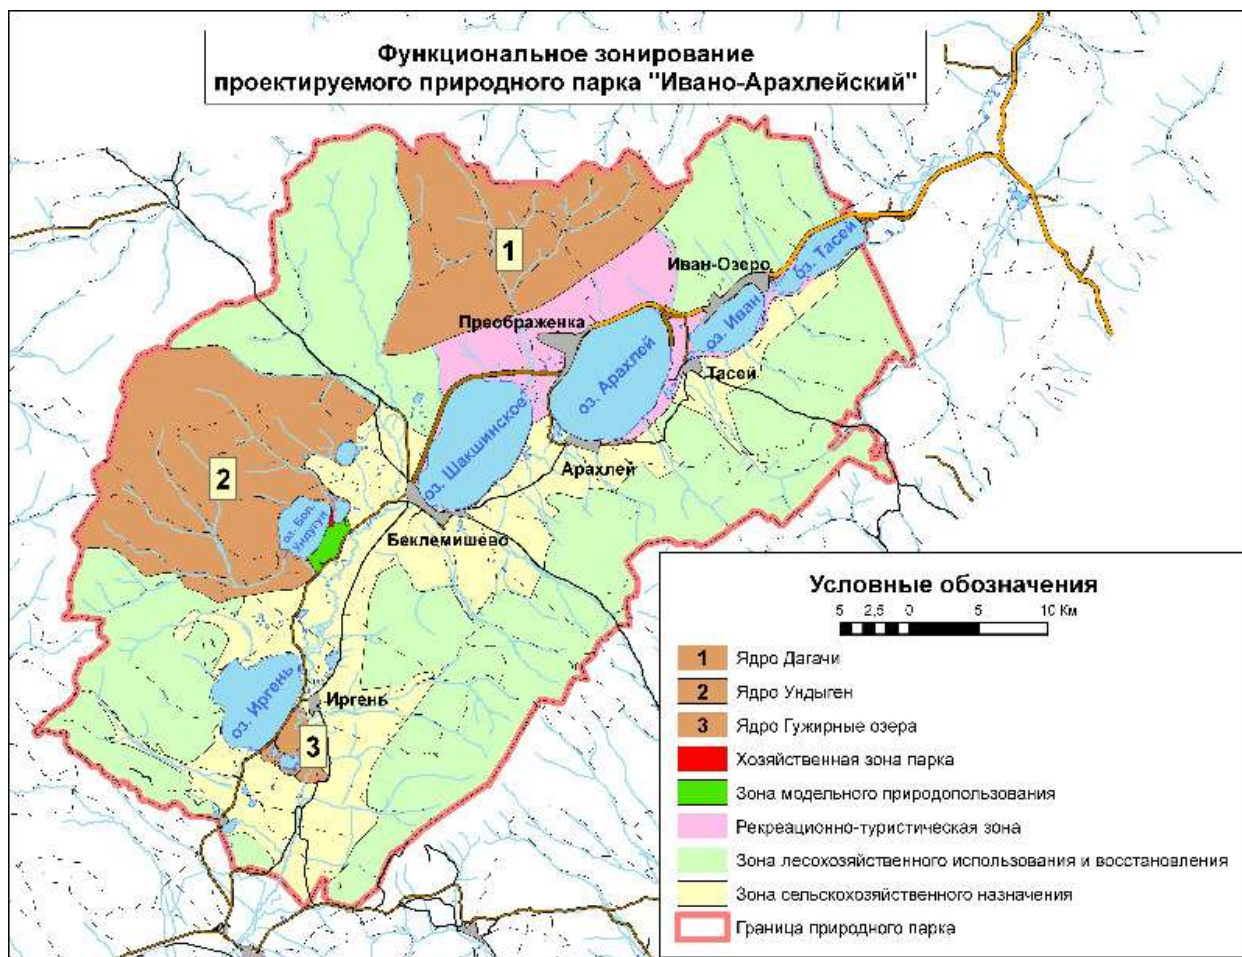 Функциональное зонирование
проектируемого природного парка "Ивано-Арахлейский"
1
Иван-Озеро
оз. Тасей
Преображенка
оз. Иван
оз. Арахлей
Тасей
оз. Шакшинское
Арахлей
2
оз. Бол.
Ундугун
Беклемишево
оз. Иргень
Иргень
3
Условные обозначения
5 2,5 0 5 10 Км
1 Ядро Дагачи
2 Ядро Ундыген
3 Ядро Гужирные озера
Хозяйственная зона парка
Зона модельного природопользования
Рекреационно-туристическая зона
Зона лесохозяйственного использования и восстановления
Зона сельскохозяйственного назначения
Граница природного парка